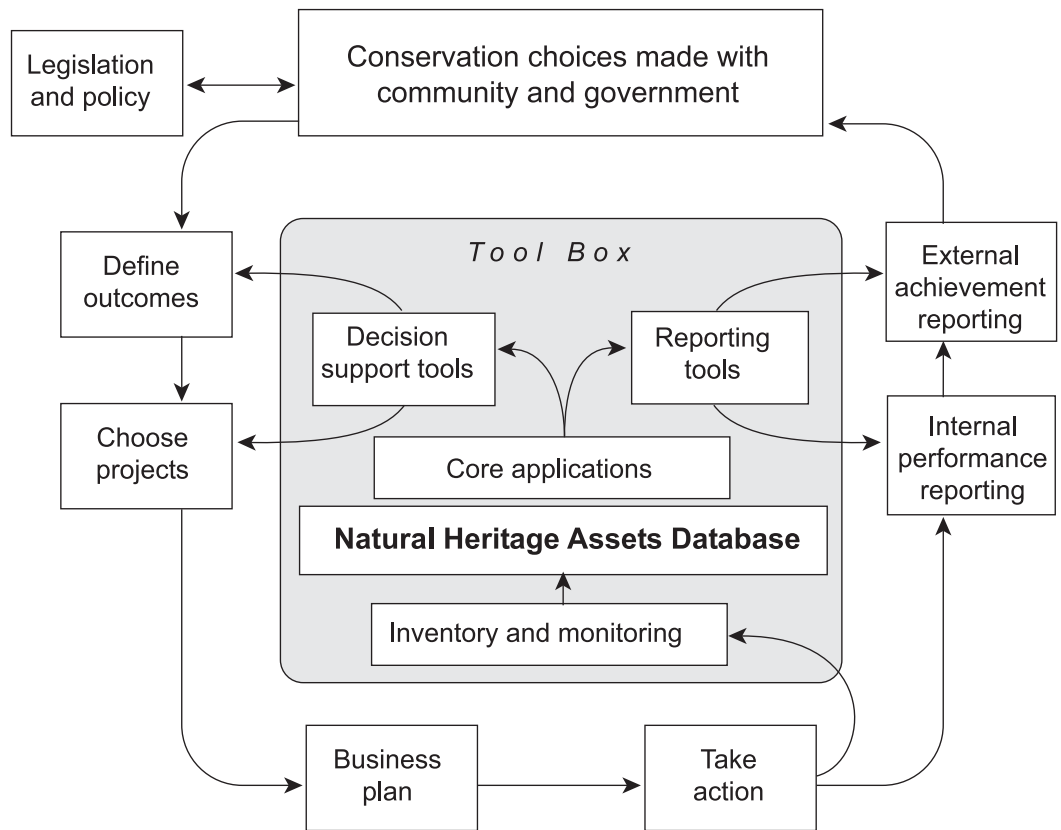 Legislation
and policy
Conservation choices made with
community and government
Tool Box
Define
outcomes
Decision
support tools
Reporting
tools
External
achievement
reporting
Choose
projects
Core applications
Internal
performance
reporting
Natural Heritage Assets Database
Inventory and monitoring
Business
plan
Take
action